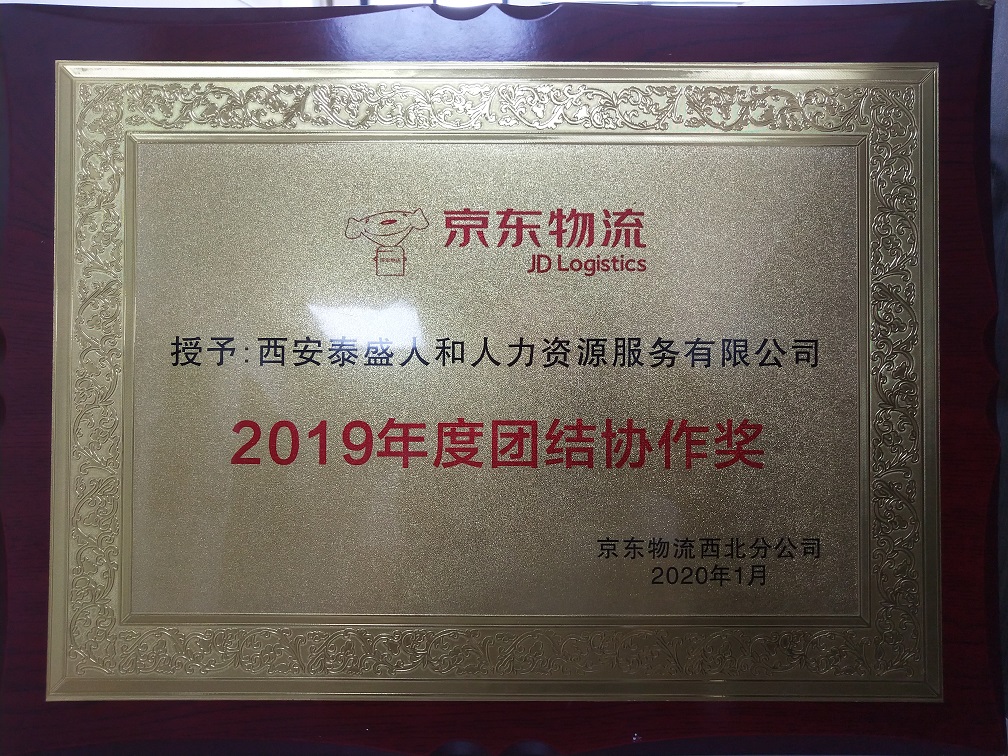 京东物流
JD Logistics
授予:西安泰盛人和人力资源服务有限公司
2019年度团结协作奖
京东物流西北分公司
2020年1月